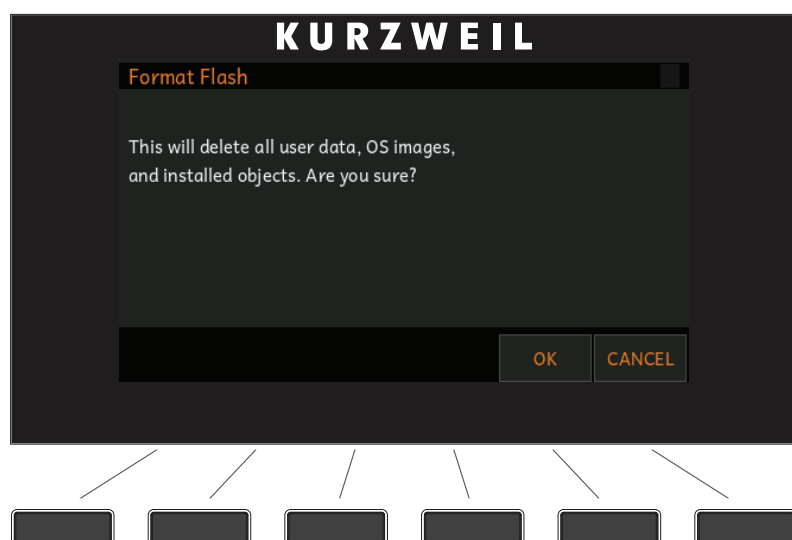 KURZWEIL
Format Flash
This will delete all user data, OS images,
and installed objects. Are you sure?
OK CANCEL